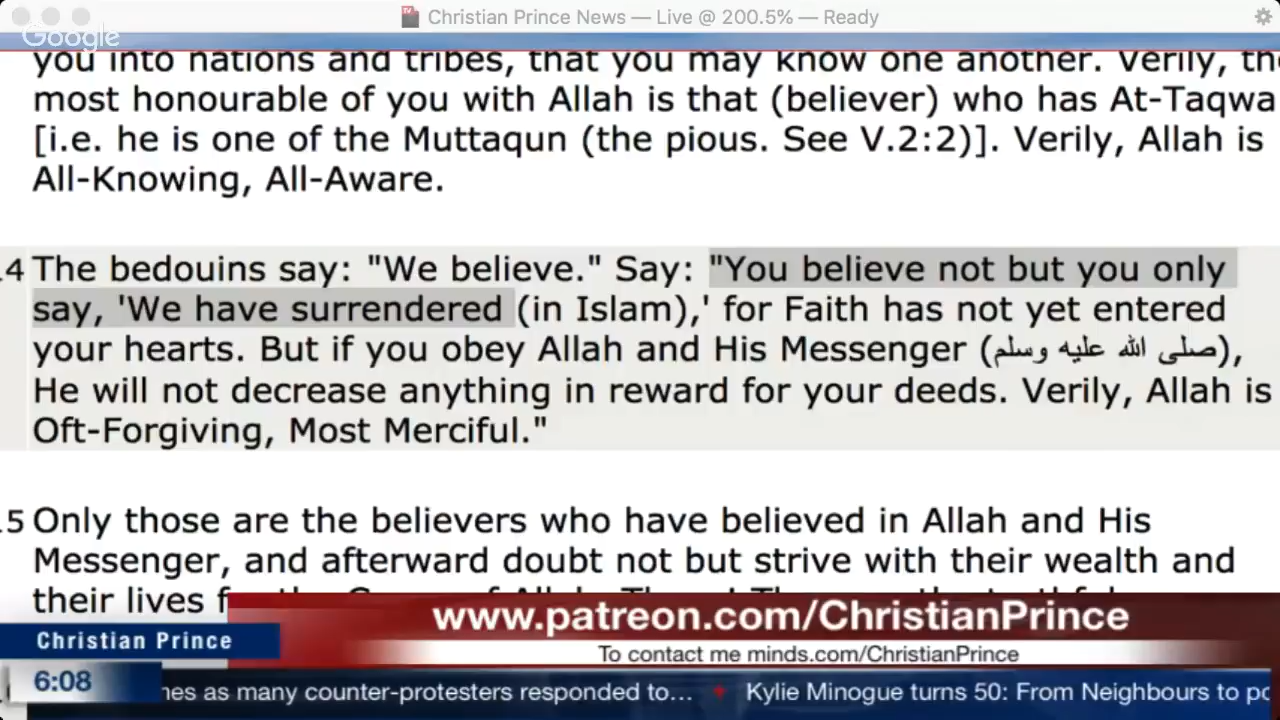 Christian Prince News — Live @ 200.5% — Ready
Google
you into nations and tribes, that you may know one another. Verily, the
most honourable of you with Allah is that (believer) who has At-Taqwa
[i.e. he is one of the Muttaqun (the pious. See V.2:2)]. Verily, Allah is
All-Knowing, All-Aware.
4 The bedouins say: "We believe." Say: "You believe not but you only
say, 'We have surrendered (in Islam),' for Faith has not yet entered
your hearts. But if you obey Allah and His Messenger (صلى الله عليه وسلم),
He will not decrease anything in reward for your deeds. Verily, Allah is
Oft-Forgiving, Most Merciful."
.5 Only those are the believers who have believed in Allah and His
Messenger, and afterward doubt not but strive with their wealth and
their lives
www.patreon.com/ChristianPrince
To contact me minds.com/ChristianPrince
Christian Prince
6:08
as many counter-protesters responded to... Kylie Minogue turns 50: From Neighbours to